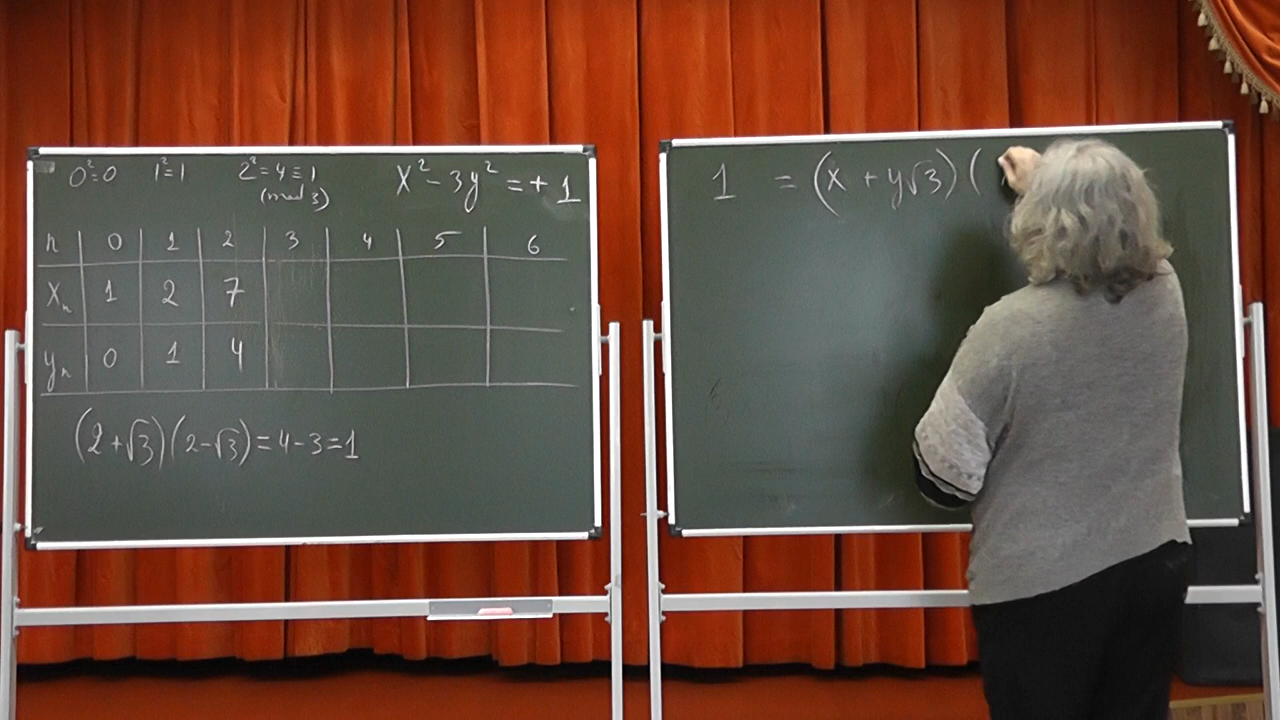 0²=0 1²=1 2²=4≡1
(mod 3)
x²-3y²=+1
n 0 1 2 3 4 5 6
xₙ 1 2 7
yₙ 0 1 4
(2+√3)(2-√3)=4-3=1
1 = (x + y√3)(